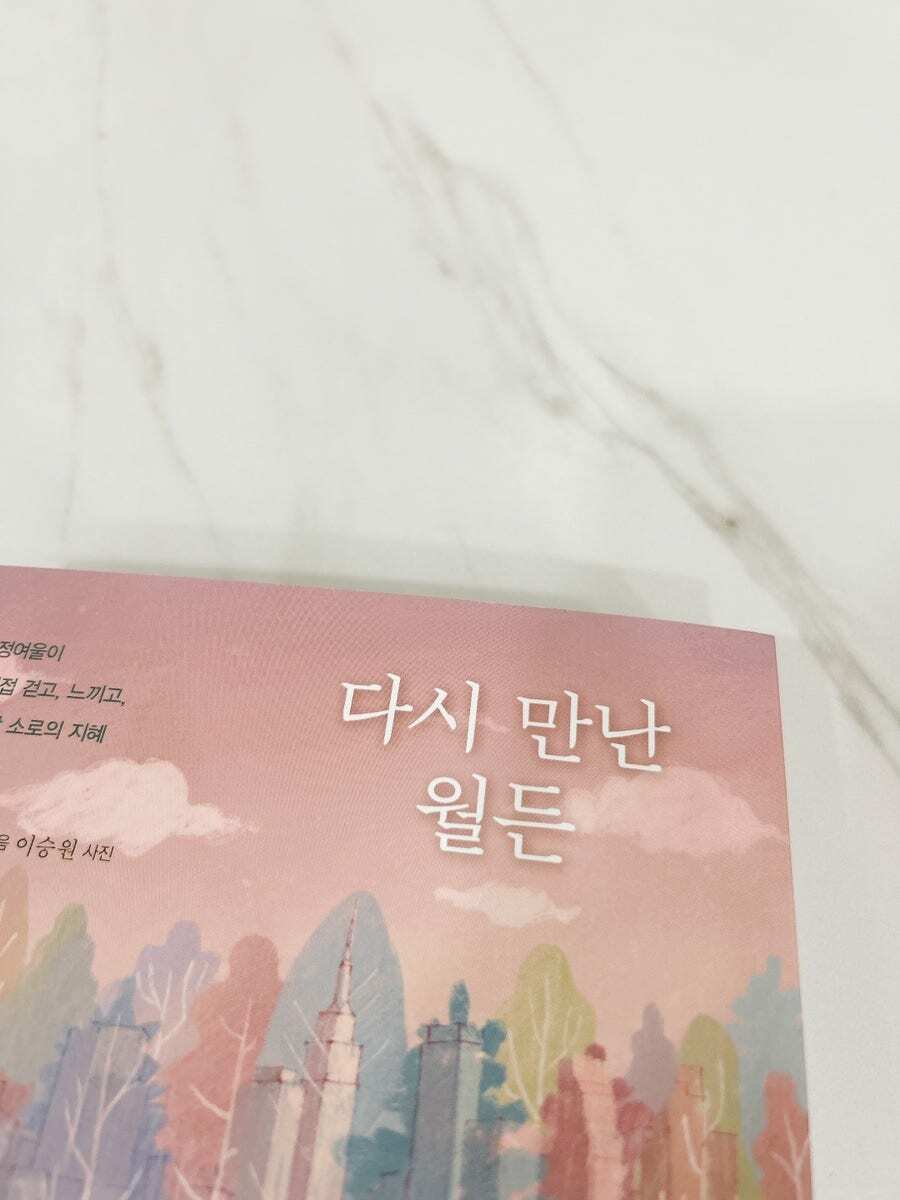 정여울이
걷고, 느끼고,
소로의 지혜
이승원 사진
다시 만난
월든